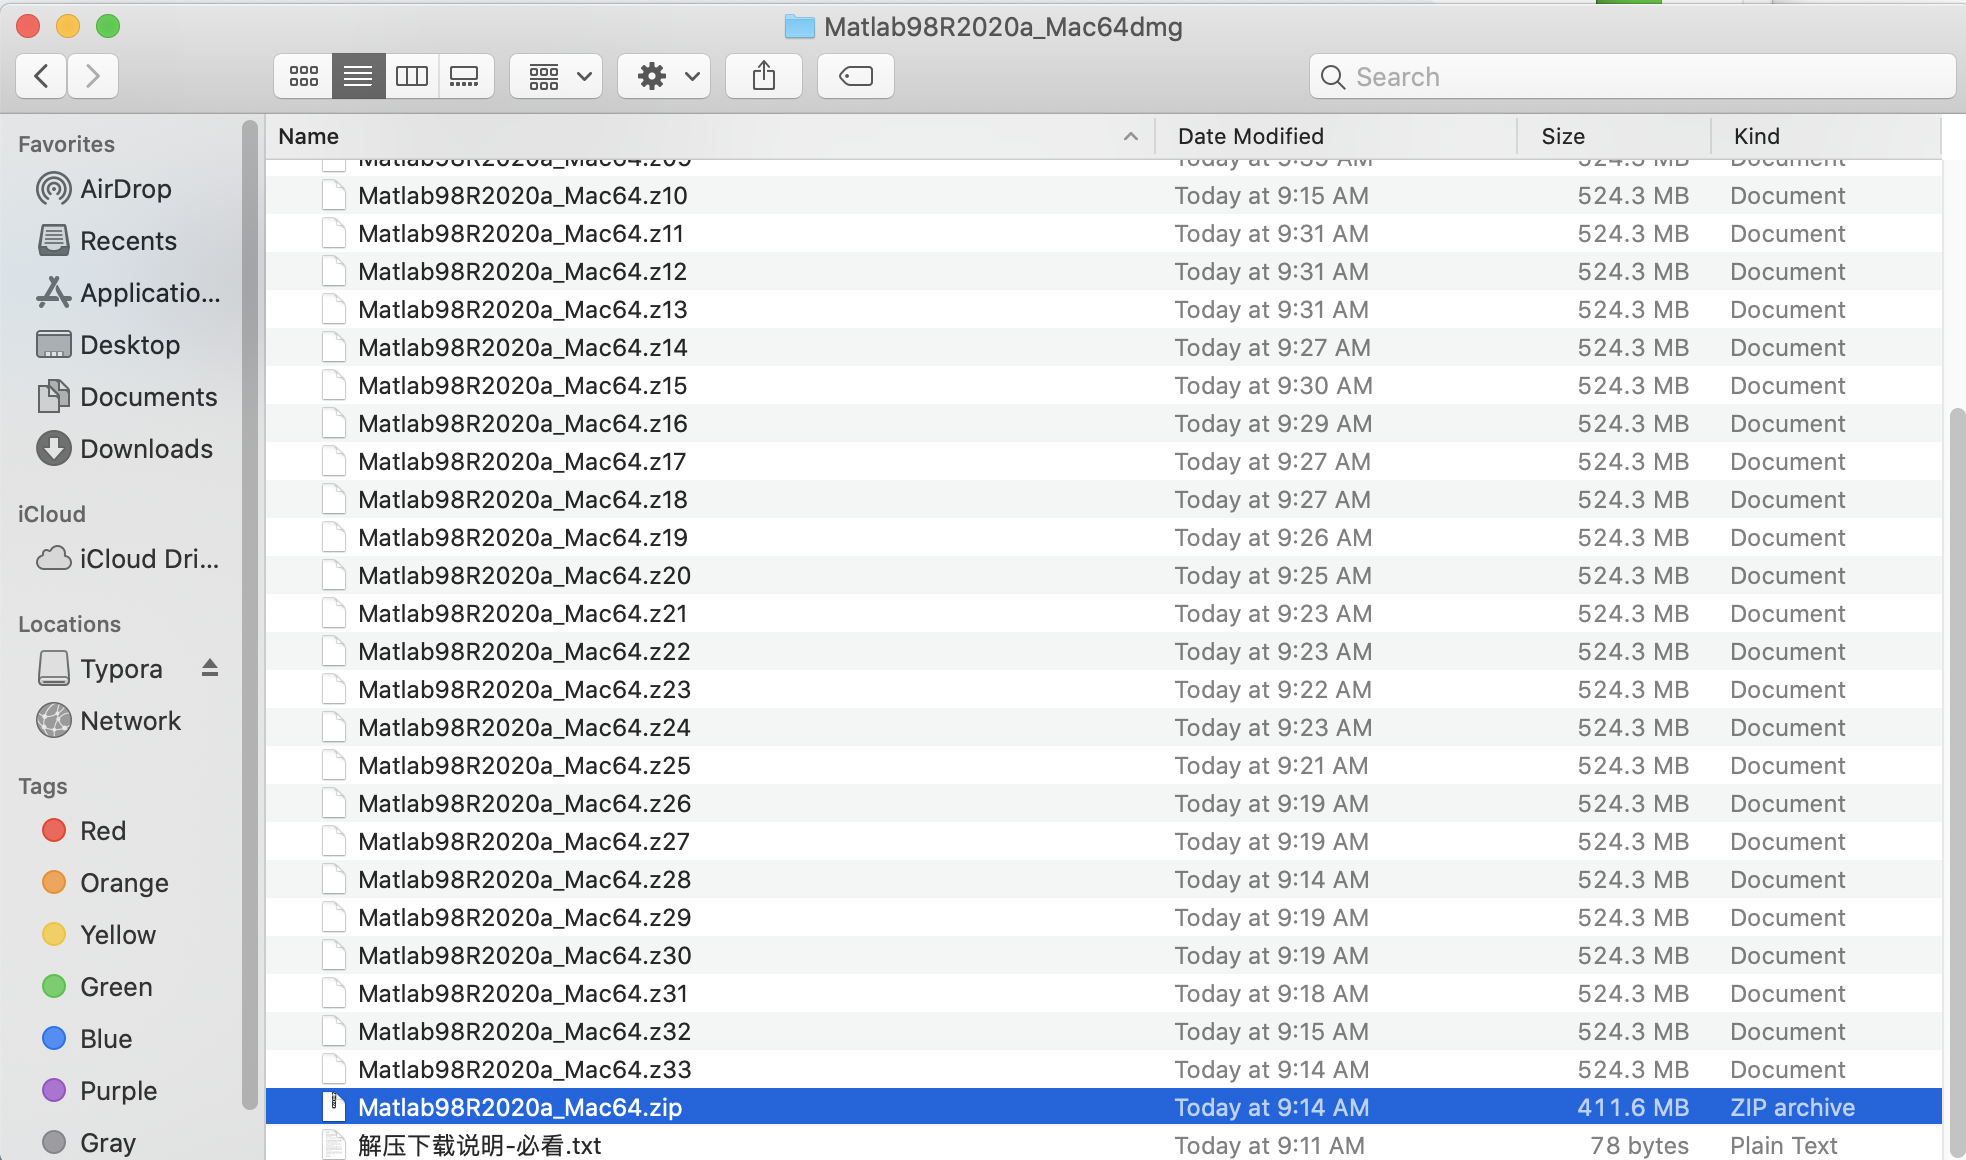 Matlab98R2020a_Mac64dmg
Search
Favorites
AirDrop
Recents
Applicatio...
Desktop
Documents
Downloads
iCloud
iCloud Dri...
Locations
Typora
Network
Tags
Red
Orange
Yellow
Green
Blue
Purple
Gray
Name Date Modified Size Kind
Matlab98R2020a_Mac64.z09 Today at 9:39 AM 524.3 MB Document
Matlab98R2020a_Mac64.z10 Today at 9:15 AM 524.3 MB Document
Matlab98R2020a_Mac64.z11 Today at 9:31 AM 524.3 MB Document
Matlab98R2020a_Mac64.z12 Today at 9:31 AM 524.3 MB Document
Matlab98R2020a_Mac64.z13 Today at 9:31 AM 524.3 MB Document
Matlab98R2020a_Mac64.z14 Today at 9:27 AM 524.3 MB Document
Matlab98R2020a_Mac64.z15 Today at 9:30 AM 524.3 MB Document
Matlab98R2020a_Mac64.z16 Today at 9:29 AM 524.3 MB Document
Matlab98R2020a_Mac64.z17 Today at 9:27 AM 524.3 MB Document
Matlab98R2020a_Mac64.z18 Today at 9:27 AM 524.3 MB Document
Matlab98R2020a_Mac64.z19 Today at 9:26 AM 524.3 MB Document
Matlab98R2020a_Mac64.z20 Today at 9:25 AM 524.3 MB Document
Matlab98R2020a_Mac64.z21 Today at 9:23 AM 524.3 MB Document
Matlab98R2020a_Mac64.z22 Today at 9:23 AM 524.3 MB Document
Matlab98R2020a_Mac64.z23 Today at 9:22 AM 524.3 MB Document
Matlab98R2020a_Mac64.z24 Today at 9:23 AM 524.3 MB Document
Matlab98R2020a_Mac64.z25 Today at 9:21 AM 524.3 MB Document
Matlab98R2020a_Mac64.z26 Today at 9:19 AM 524.3 MB Document
Matlab98R2020a_Mac64.z27 Today at 9:19 AM 524.3 MB Document
Matlab98R2020a_Mac64.z28 Today at 9:14 AM 524.3 MB Document
Matlab98R2020a_Mac64.z29 Today at 9:19 AM 524.3 MB Document
Matlab98R2020a_Mac64.z30 Today at 9:19 AM 524.3 MB Document
Matlab98R2020a_Mac64.z31 Today at 9:18 AM 524.3 MB Document
Matlab98R2020a_Mac64.z32 Today at 9:15 AM 524.3 MB Document
Matlab98R2020a_Mac64.z33 Today at 9:14 AM 524.3 MB Document
Matlab98R2020a_Mac64.zip Today at 9:14 AM 411.6 MB ZIP archive
解压下载说明-必看.txt Today at 9:11 AM 78 bytes Plain Text